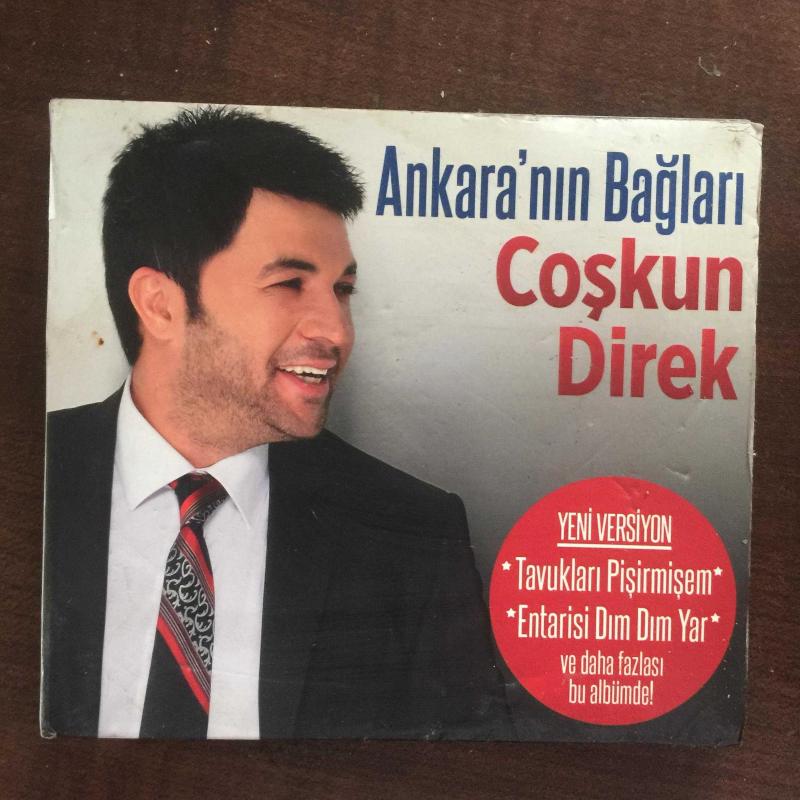 Ankara'nın Bağları
Coşkun
Direk
YENİ VERSİYON
*Tavukları Pişirmişem*
*Entarisi Dım Dım Yar*
ve daha fazlası
bu albümde!